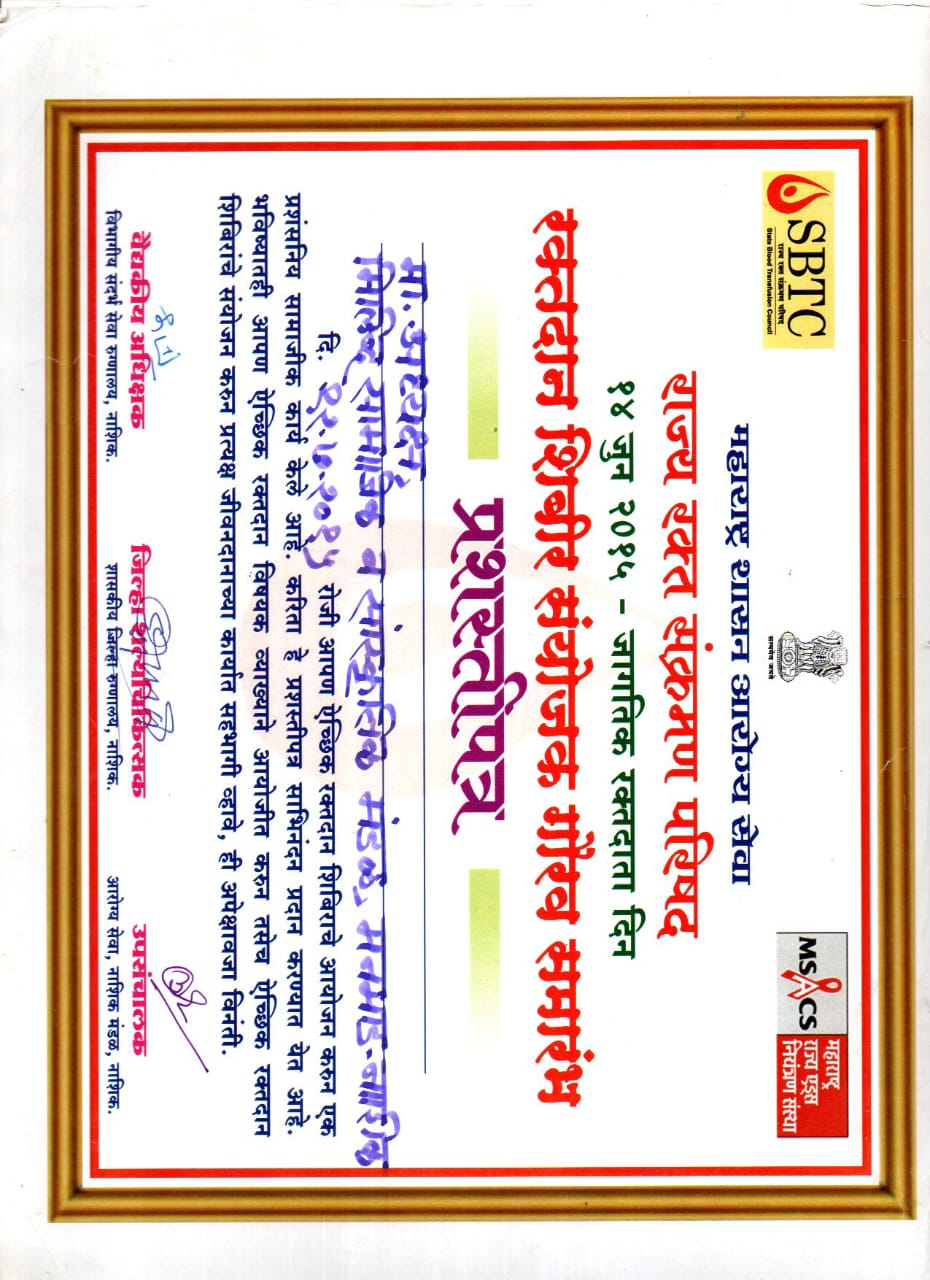 SBTC
राज्य रक्त संक्रमण परिषद
State Blood Transfusion Council
सत्यमेव जयते
MSACS
महाराष्ट्र
राज्य एड्स
नियंत्रण संस्था
महाराष्ट्र शासन आरोग्य सेवा
राज्य रक्त संक्रमण परिषद
१४ जुन २०१५ - जागतिक रक्तदाता दिन
रक्तदान शिबीर संयोजक गौरव समारंभ
प्रशस्तीपत्र
मा. अध्यक्ष,
मिलिंद सामाजिक व सांस्कृतिक मंडळ, मनमाड-नाशिक
दि. रोजी आपण ऐच्छिक रक्तदान शिबिराचे आयोजन करुन एक
प्रशंसनिय सामाजीक कार्य केले आहे. करिता हे प्रशस्तीपत्र साभिनंदन प्रदान करण्यात येत आहे.
भविष्यातही आपण ऐच्छिक रक्तदान विषयक व्याख्याने आयोजीत करुन तसेच ऐच्छिक रक्तदान
शिबिरांचे संयोजन करुन प्रत्यक्ष जीवनदानाच्या कार्यात सहभागी व्हावे, ही अपेक्षावजा विनंती.
वैद्यकीय अधिक्षक
विभागीय संदर्भ सेवा रुग्णालय, नाशिक.
जिल्हा शल्यचिकित्सक
शासकीय जिल्हा रुग्णालय, नाशिक.
उपसंचालक
आरोग्य सेवा, नाशिक मंडळ, नाशिक.